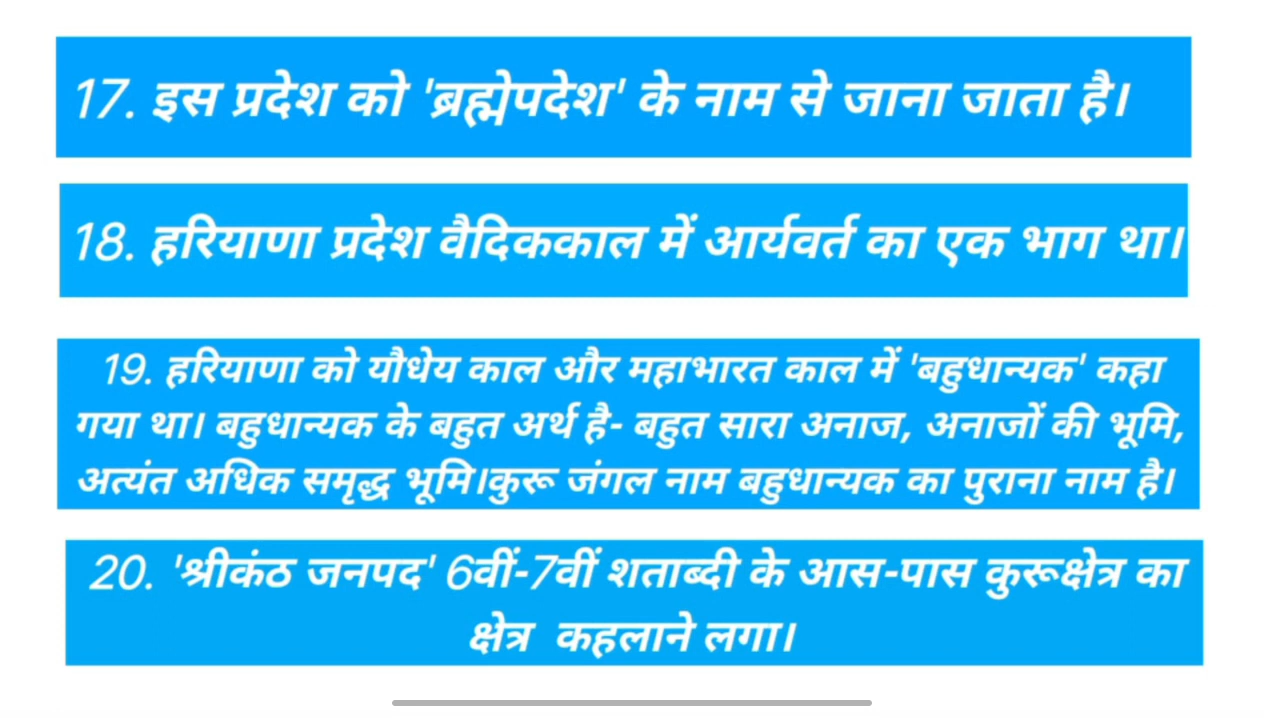 17. इस प्रदेश को 'ब्रह्मेपदेश' के नाम से जाना जाता है।
18. हरियाणा प्रदेश वैदिककाल में आर्यवर्त का एक भाग था।
19. हरियाणा को यौधेय काल और महाभारत काल में 'बहुधान्यक' कहा
गया था। बहुधान्यक के बहुत अर्थ है- बहुत सारा अनाज, अनाजों की भूमि,
अत्यंत अधिक समृद्ध भूमि।कुरू जंगल नाम बहुधान्यक का पुराना नाम है।
20. 'श्रीकंठ जनपद' 6वीं-7वीं शताब्दी के आस-पास कुरूक्षेत्र का
क्षेत्र कहलाने लगा।